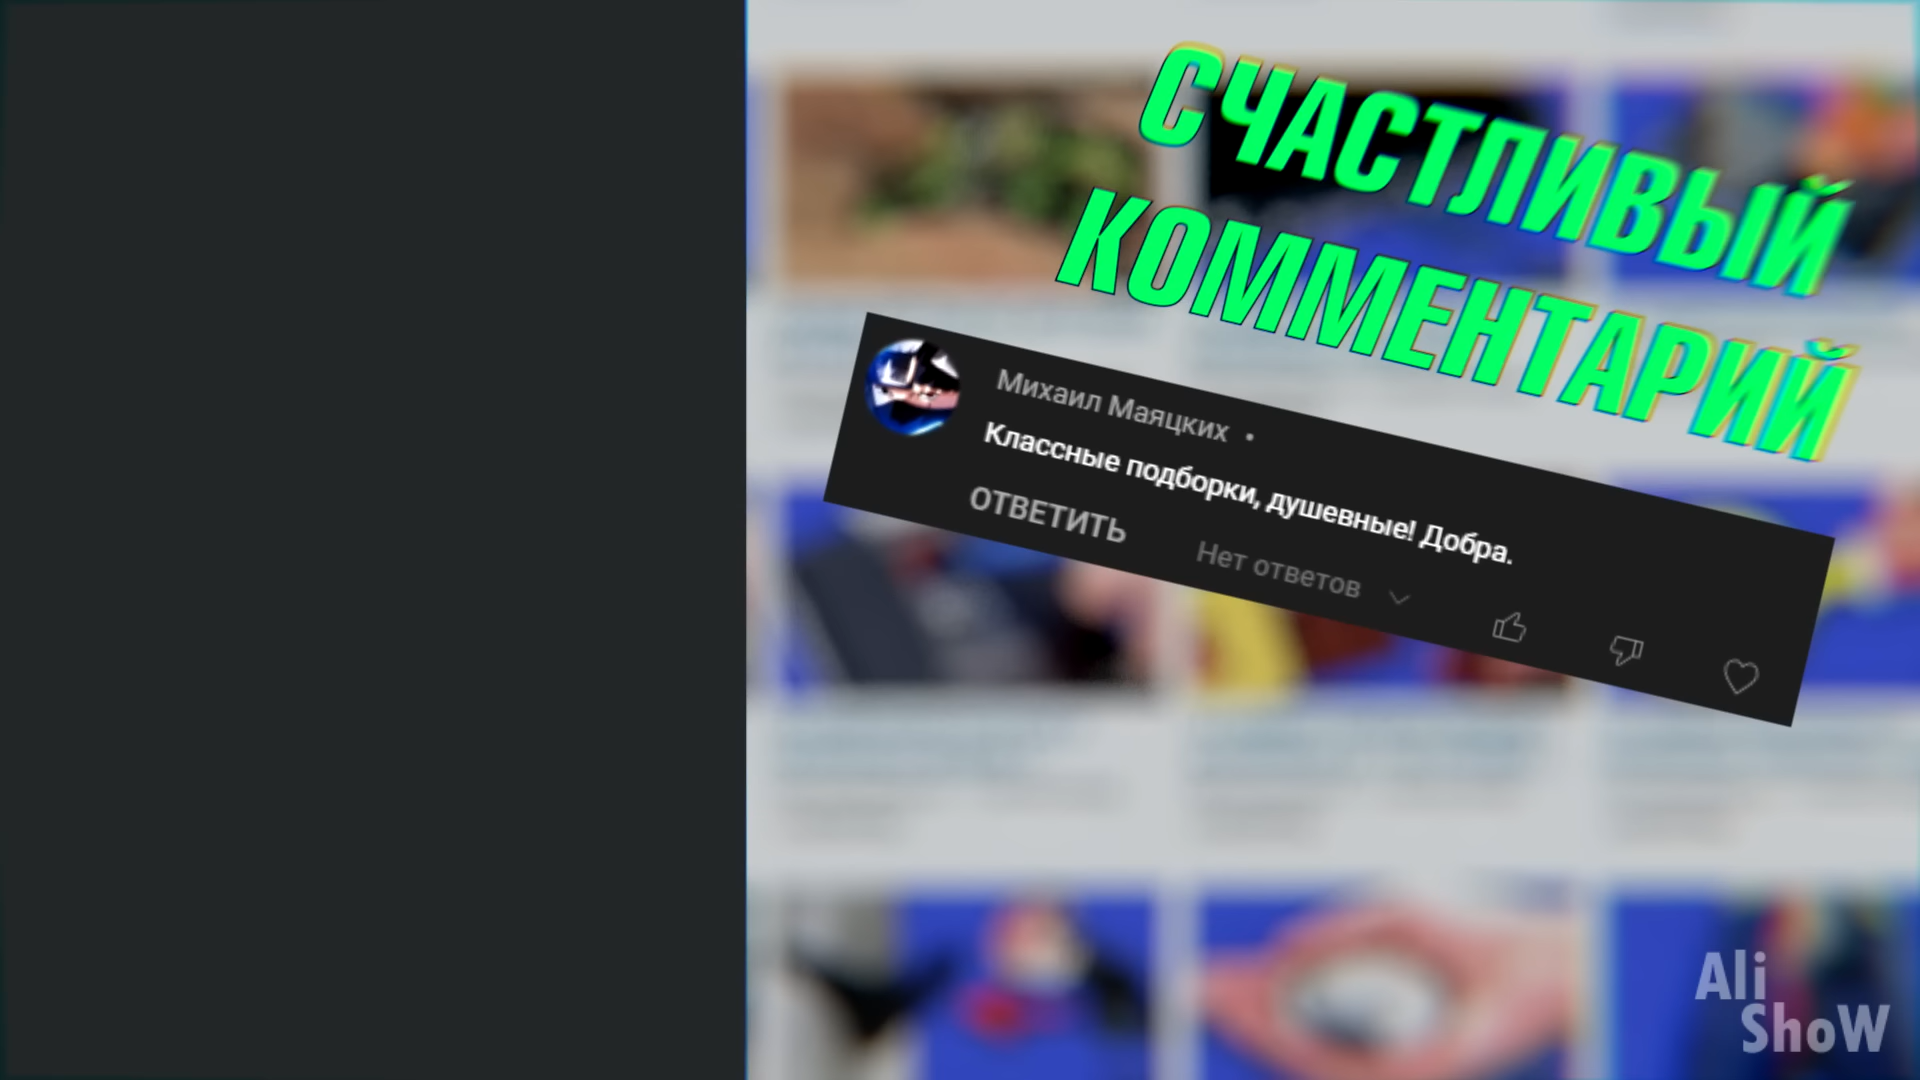 СЧАСТЛИВЫЙ
КОММЕНТАРИЙ
Михаил Маяцких •
Классные подборки, душевные! Добра.
ОТВЕТИТЬ
Нет ответов
Ali
ShoW